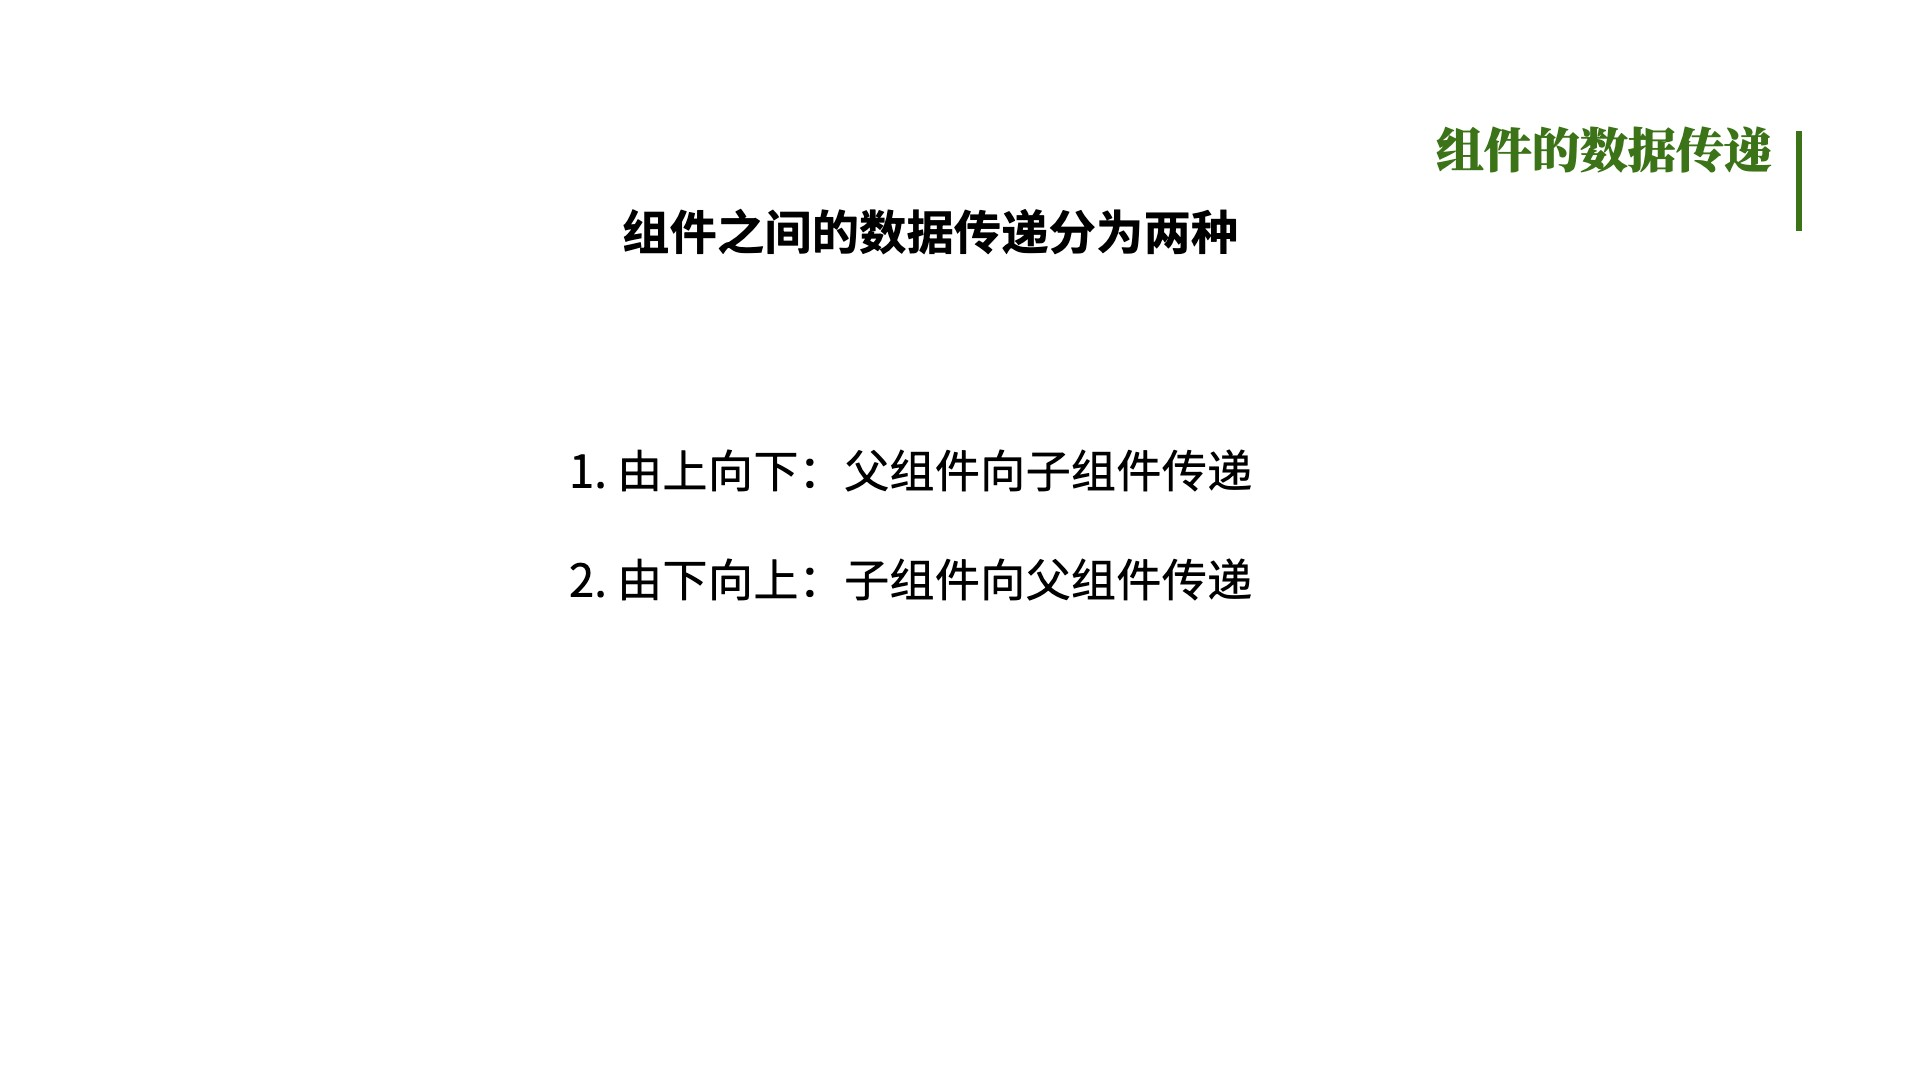 组件的数据传递
组件之间的数据传递分为两种
1. 由上向下：父组件向子组件传递
2. 由下向上：子组件向父组件传递